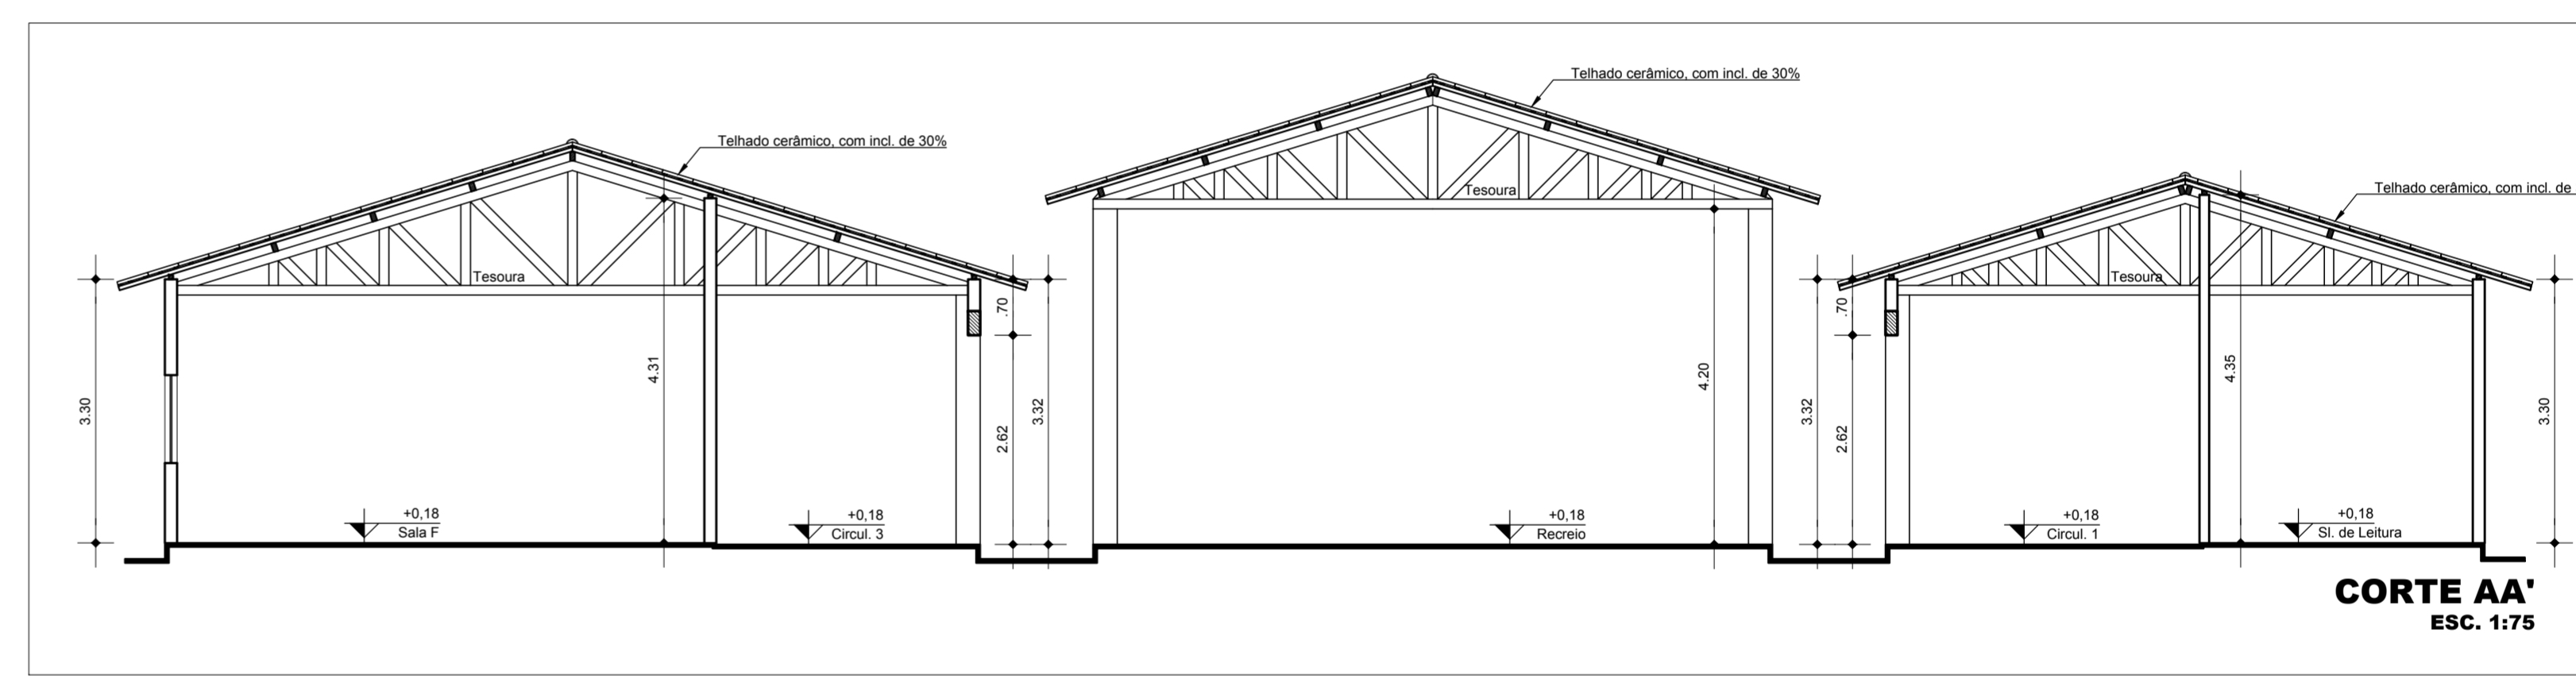 Telhado cerâmico, com incl. de 30%
Telhado cerâmico, com incl. de 30%
Telhado cerâmico, com incl. de
Tesoura
Tesoura
Tesoura
3.30
4.31
.70
2.62
3.32
4.20
3.32
.70
2.62
4.35
3.30
+0,18
Sala F
+0,18
Circul. 3
+0,18
Recreio
+0,18
Circul. 1
+0,18
Sl. de Leitura
CORTE AA'
ESC. 1:75